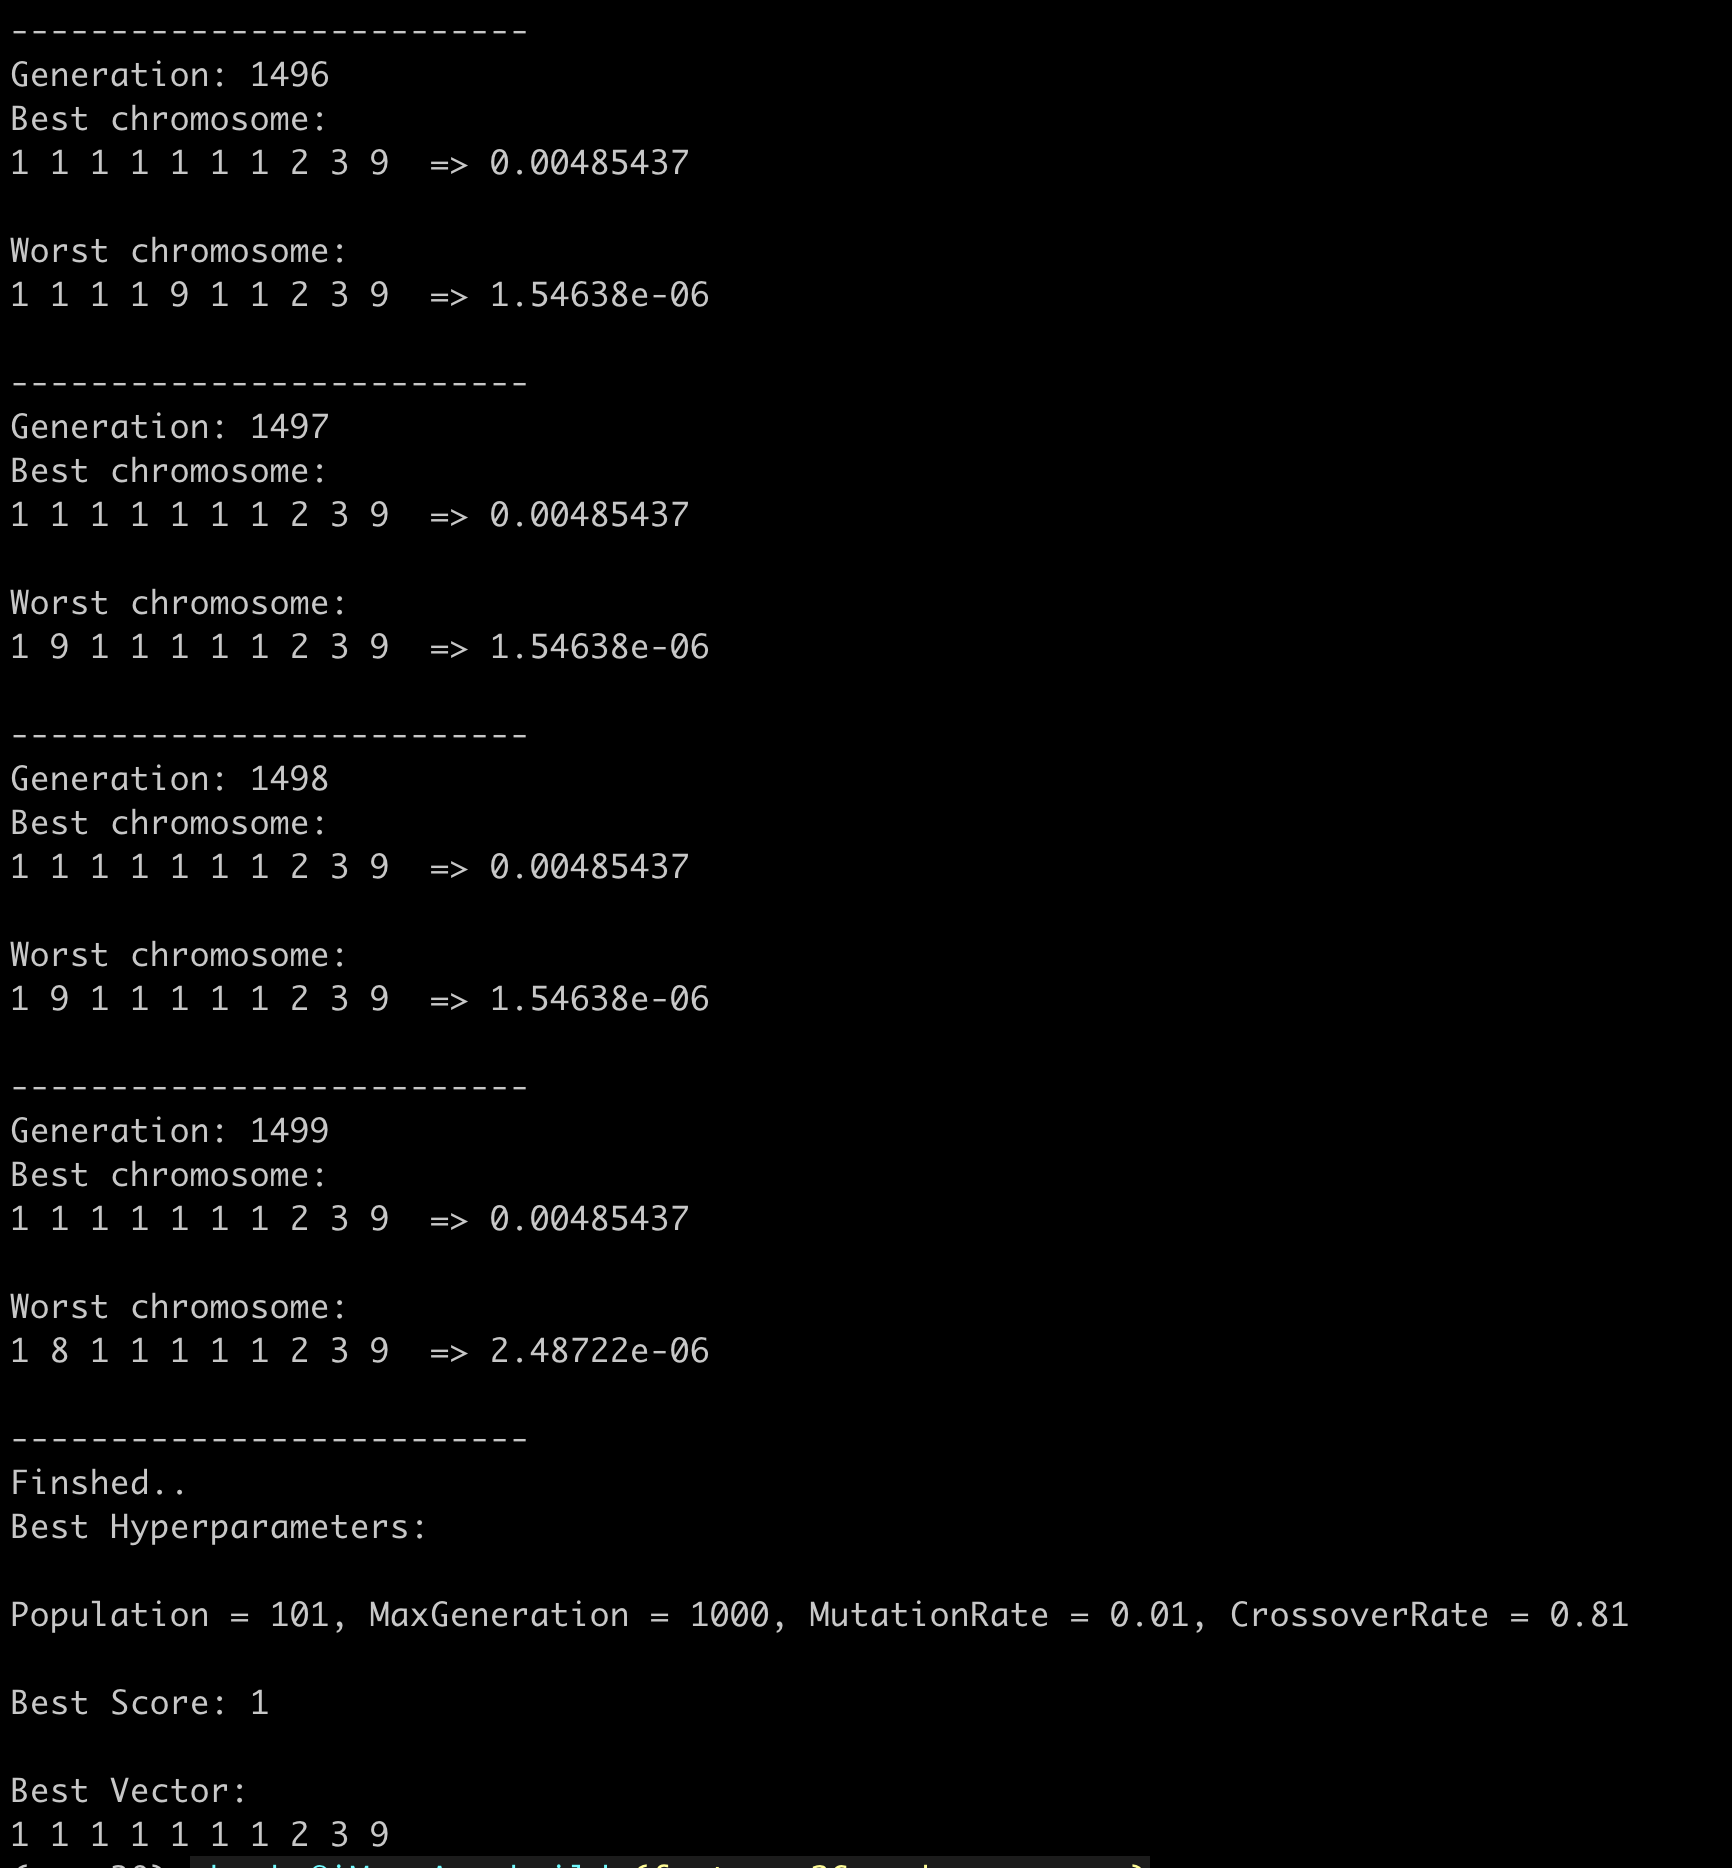 --------------------------
Generation: 1496
Best chromosome:
1 1 1 1 1 1 1 2 3 9  => 0.00485437
Worst chromosome:
1 1 1 1 9 1 1 2 3 9  => 1.54638e-06
--------------------------
Generation: 1497
Best chromosome:
1 1 1 1 1 1 1 2 3 9  => 0.00485437
Worst chromosome:
1 9 1 1 1 1 1 2 3 9  => 1.54638e-06
--------------------------
Generation: 1498
Best chromosome:
1 1 1 1 1 1 1 2 3 9  => 0.00485437
Worst chromosome:
1 9 1 1 1 1 1 2 3 9  => 1.54638e-06
--------------------------
Generation: 1499
Best chromosome:
1 1 1 1 1 1 1 2 3 9  => 0.00485437
Worst chromosome:
1 8 1 1 1 1 1 2 3 9  => 2.48722e-06
--------------------------
Finshed..
Best Hyperparameters:
Population = 101, MaxGeneration = 1000, MutationRate = 0.01, CrossoverRate = 0.81
Best Score: 1
Best Vector:
1 1 1 1 1 1 1 2 3 9